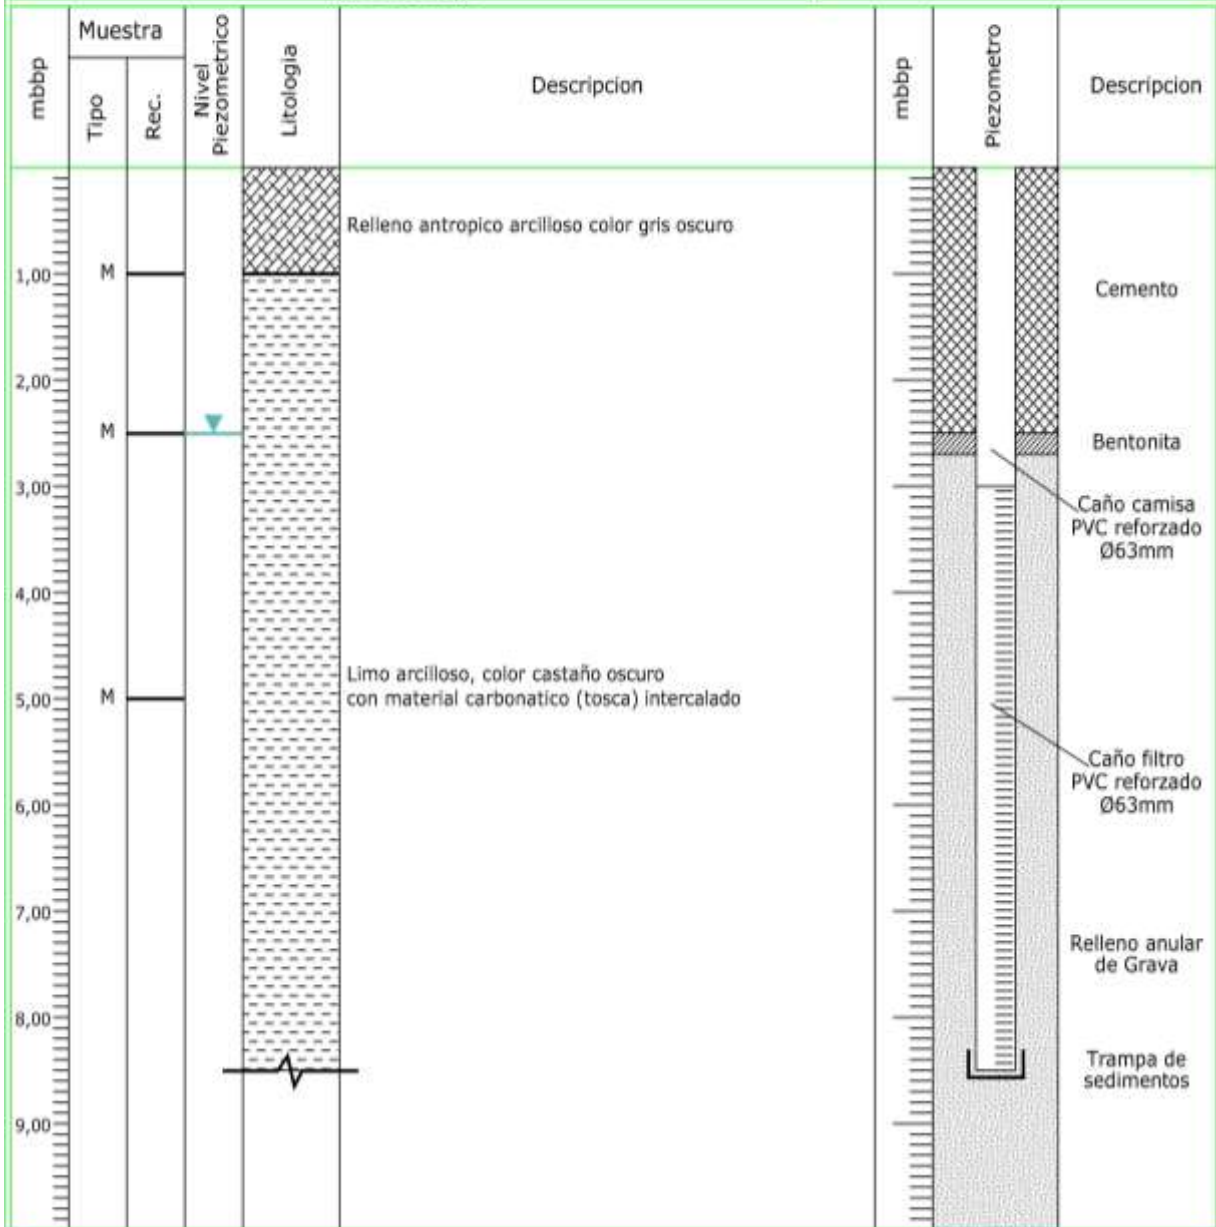 mbbp
Muestra
Tipo
Rec.
Nivel
Piezometrico
Litologia
Descripcion
mbbp
Piezometro
Descripcion
Relleno antropico arcilloso color gris oscuro
1,00
M
Cemento
2,00
M
Bentonita
3,00
Caño camisa
PVC reforzado
Ø63mm
4,00
Limo arcilloso, color castaño oscuro
con material carbonatico (tosca) intercalado
5,00
M
Caño filtro
PVC reforzado
Ø63mm
6,00
7,00
Relleno anular
de Grava
8,00
Trampa de
sedimentos
9,00